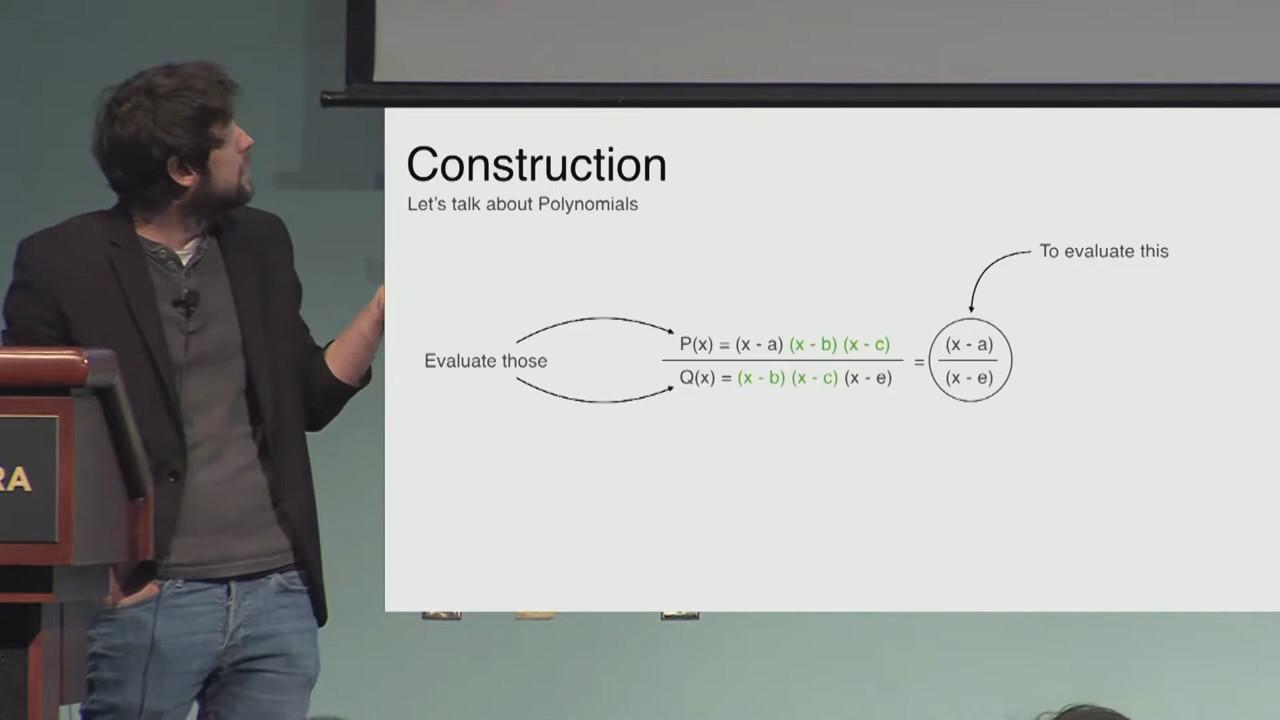 Construction
Let's talk about Polynomials
To evaluate this
Evaluate those
P(x) = (x - a) (x - b) (x - c)
Q(x) = (x - b) (x - c) (x - e)
=
(x - a)
(x - e)
RA